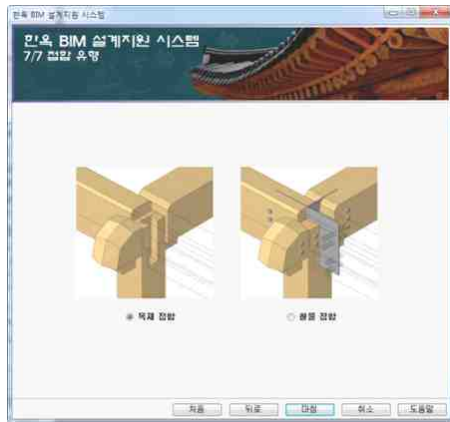 한옥 BIM 설계지원 시스템
한옥 BIM 설계지원 시스템
7/7 접합 유형
목재 접합
철물 접합
처음
뒤로
마침
취소
도움말